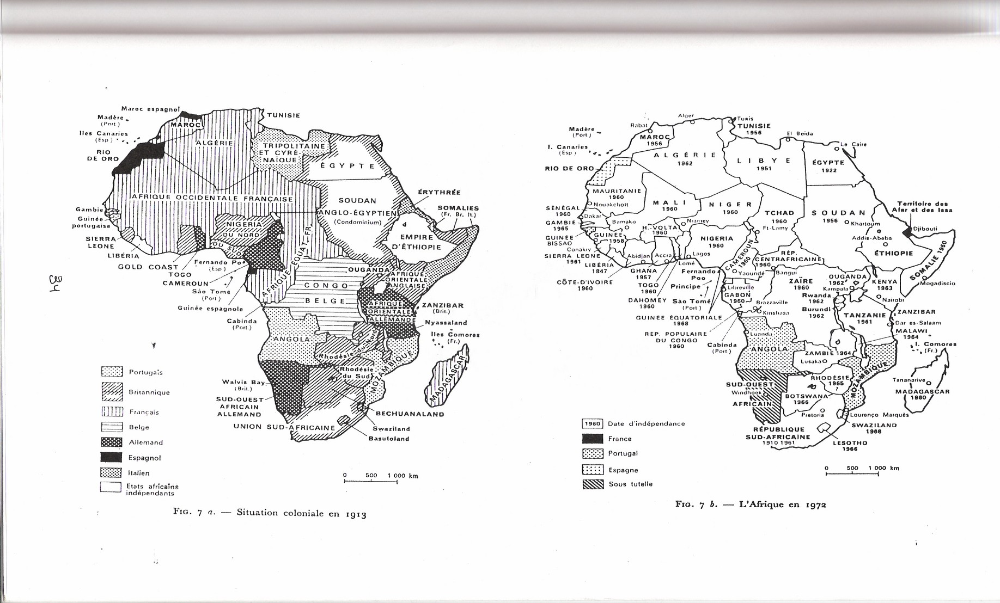 Maroc espagnol
Madère
(Port)
Iles Canaries
(Esp)
RIO
DE ORO
TUNISIE
MAROC
ALGÉRIE
TRIPOLITAINE
ET CYRÉ-
NAÏQUE
ÉGYPTE
AFRIQUE OCCIDENTALE FRANÇAISE
SOUDAN
ANGLO-ÉGYPTIEN
(Condominium)
ÉRYTHRÉE
SOMALIES
(Fr. Br. It.)
EMPIRE
D'ÉTHIOPIE
Gambie
Guinée
portugaise
SIERRA
LEONE
LIBÉRIA
GOLD COAST
TOGO
CAMEROUN
NIGERIA
DU NORD
DU SUD
Fernando Po
(Esp)
São Tomé
(Port)
Guinée espagnole
Cabinda
(Port.)
AFRIQUE ÉQUAT. FR.
CONGO
BELGE
OUGANDA
AFRIQUE
ORIENTALE
ANGLAISE
AFRIQUE
ORIENTALE
ALLEMANDE
ZANZIBAR
(Brit.)
Nyassaland
Iles Comores
(Fr.)
ANGOLA
Rhodésie du Nord
Rhodésie
du Sud
MOZAMBIQUE
MADAGASCAR
Walvis Bay
(Brit.)
SUD-OUEST
AFRICAIN
ALLEMAND
UNION SUD-AFRICAINE
BECHUANALAND
Swaziland
Basutoland
Portugais
Britannique
Français
Belge
Allemand
Espagnol
Italien
Etats africains
indépendants
0 500 1 000 km
FIG. 7 a. — Situation coloniale en 1913
Madère
(Port.)
I. Canaries
(Esp)
RIO DE ORO
Rabat
MAROC
1956
Alger
ALGÉRIE
1962
Tunis
TUNISIE
1956
El Beida
LIBYE
1951
Le Caire
ÉGYPTE
1922
MAURITANIE
1960
Nouakchott
MALI
1960
NIGER
1960
TCHAD
1960
Ft-Lamy
SOUDAN
1956
Khartoum
Territoire des
Afar et des Issa
Djibouti
SÉNÉGAL
1960
Dakar
GAMBIE
1965
GUINÉE
BISSAO
GUINÉE
1958
Conakry
SIERRA LEONE
1961
LIBÉRIA
1847
CÔTE-D'IVOIRE
1960
Bamako
H.-VOLTA
1960
Niamey
Abidjan
Accra
GHANA
1957
TOGO
1960
DAHOMEY
1960
Lomé
Lagos
NIGERIA
1960
CAMEROUN
1960
Yaoundé
RÉP.
CENTRAFRICAINE
1960
Bangui
Addis-Abeba
ÉTHIOPIE
SOMALIE 1960
Mogadiscio
Fernando
Poo
Principe
São Tomé
(Port)
GUINÉE ÉQUATORIALE
1968
RÉP. POPULAIRE
DU CONGO
1960
Cabinda
(Port.)
Libreville
GABON
1960
Brazzaville
Kinshasa
ZAÏRE
1960
OUGANDA
1962
Kampala
Rwanda
1962
Burundi
1962
KENYA
1963
Nairobi
TANZANIE
1961
ZANZIBAR
Dar es-Salaam
MALAWI
1964
I. Comores
(Fr.)
Luanda
ANGOLA
ZAMBIE 1964
Lusaka
RHODÉSIE
1965
?
MOZAMBIQUE
Tananarive
MADAGASCAR
1960
SUD-OUEST
Windhoek
AFRICAIN
BOTSWANA
1966
Pretoria
Lourenço Marquès
SWAZILAND
1968
RÉPUBLIQUE
SUD-AFRICAINE
1910 1961
LESOTHO
1966
1960 Date d'indépendance
France
Portugal
Espagne
Sous tutelle
0 500 1 000 km
FIG. 7 b. — L'Afrique en 1972